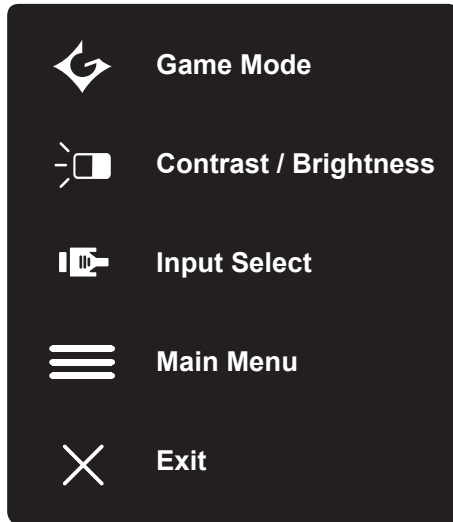 Game Mode
Contrast / Brightness
Input Select
Main Menu
Exit